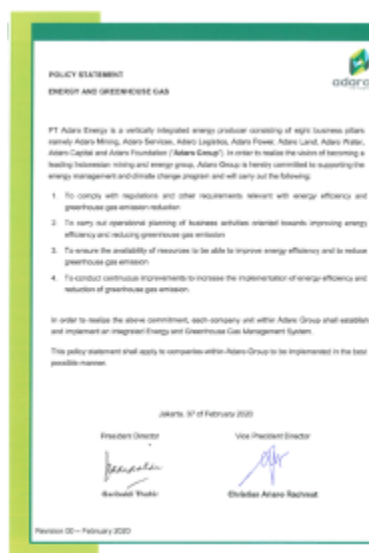 adaro
POLICY STATEMENT
ENERGY AND GREENHOUSE GAS
PT Adaro Energy is a vertically integrated energy producer consisting of eight business pillars
namely Adaro Mining, Adaro Services, Adaro Logistics, Adaro Power, Adaro Land, Adaro Water,
Adaro Capital and Adaro Foundation ("Adaro Group"). In order to realize the vision of becoming a
leading Indonesian mining and energy group, Adaro Group is hereby committed to supporting the
energy management and climate change program and will carry out the following:
1. To comply with regulations and other requirements relevant with energy efficiency and
greenhouse gas emission reduction
2. To carry out operational planning of business activities oriented towards improving energy
efficiency and reducing greenhouse gas emission
3. To ensure the availability of resources to be able to improve energy efficiency and to reduce
greenhouse gas emission
4. To conduct continuous improvements to increase the implementation of energy efficiency and
reduction of greenhouse gas emission.
In order to realize the above commitment, each company unit within Adaro Group shall establish
and implement an integrated Energy and Greenhouse Gas Management System.
This policy statement shall apply to companies within Adaro Group to be implemented in the best
possible manner.
Jakarta, 07 of February 2020
President Director Vice President Director
Garibaldi Thohir Christian Ariano Rachmat
Revision 00 – February 2020